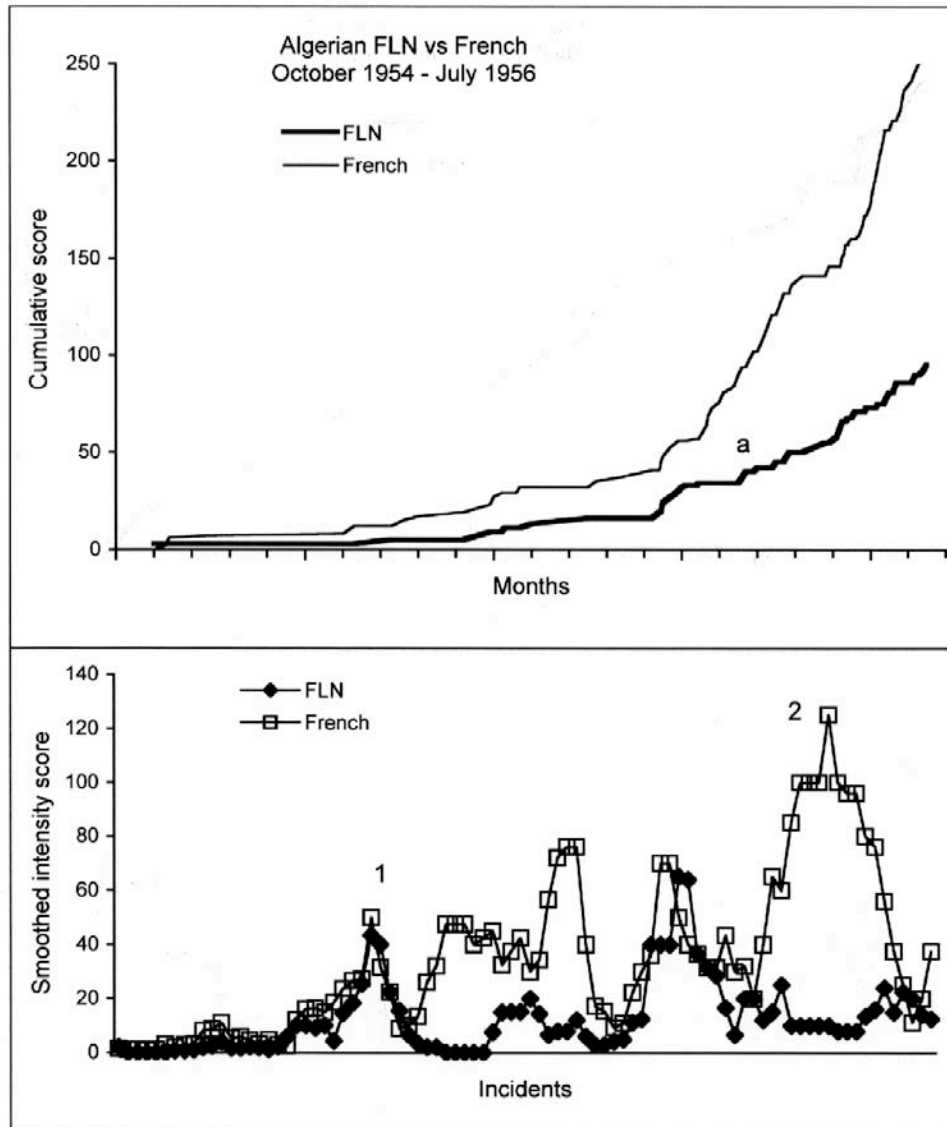 Algerian FLN vs French
October 1954 - July 1956
FLN
French
250
200
150
100
50
0
Cumulative score
a
Months
140
120
100
80
60
40
20
0
Smoothed intensity score
FLN
French
1
2
Incidents